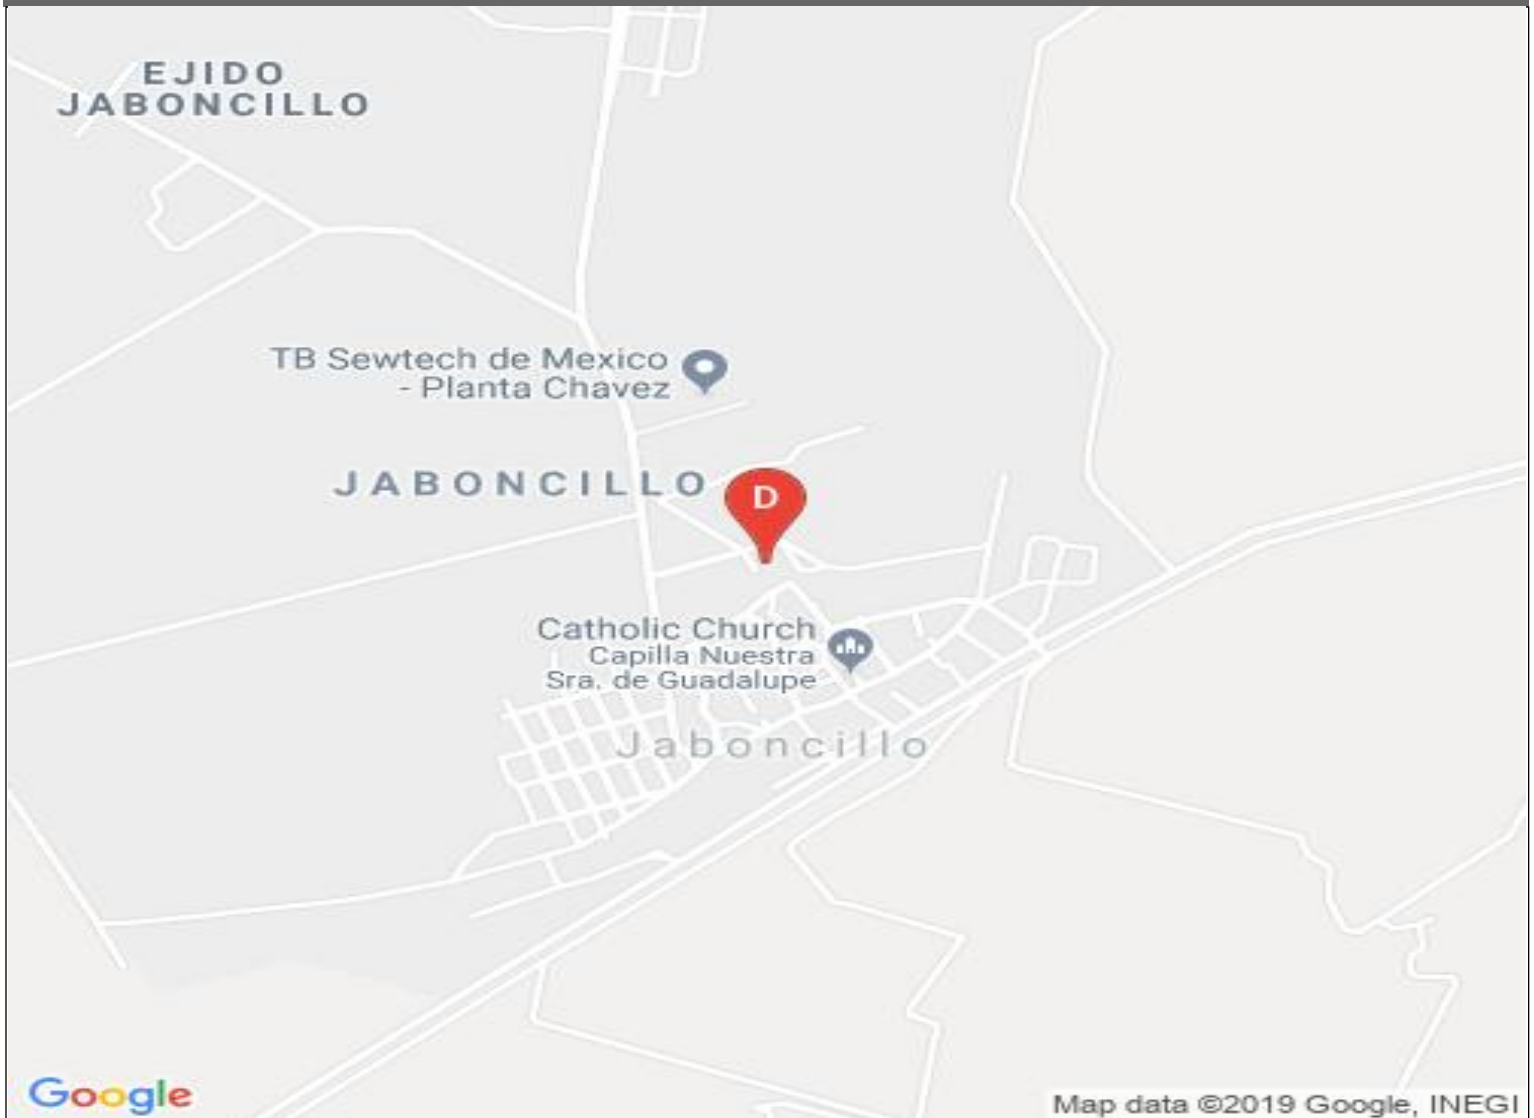 EJIDO
JABONCILLO
TB Sewtech de Mexico
- Planta Chavez
JABONCILLO
D
Catholic Church
Capilla Nuestra
Sra. de Guadalupe
Jaboncillo
Google
Map data ©2019 Google, INEGI